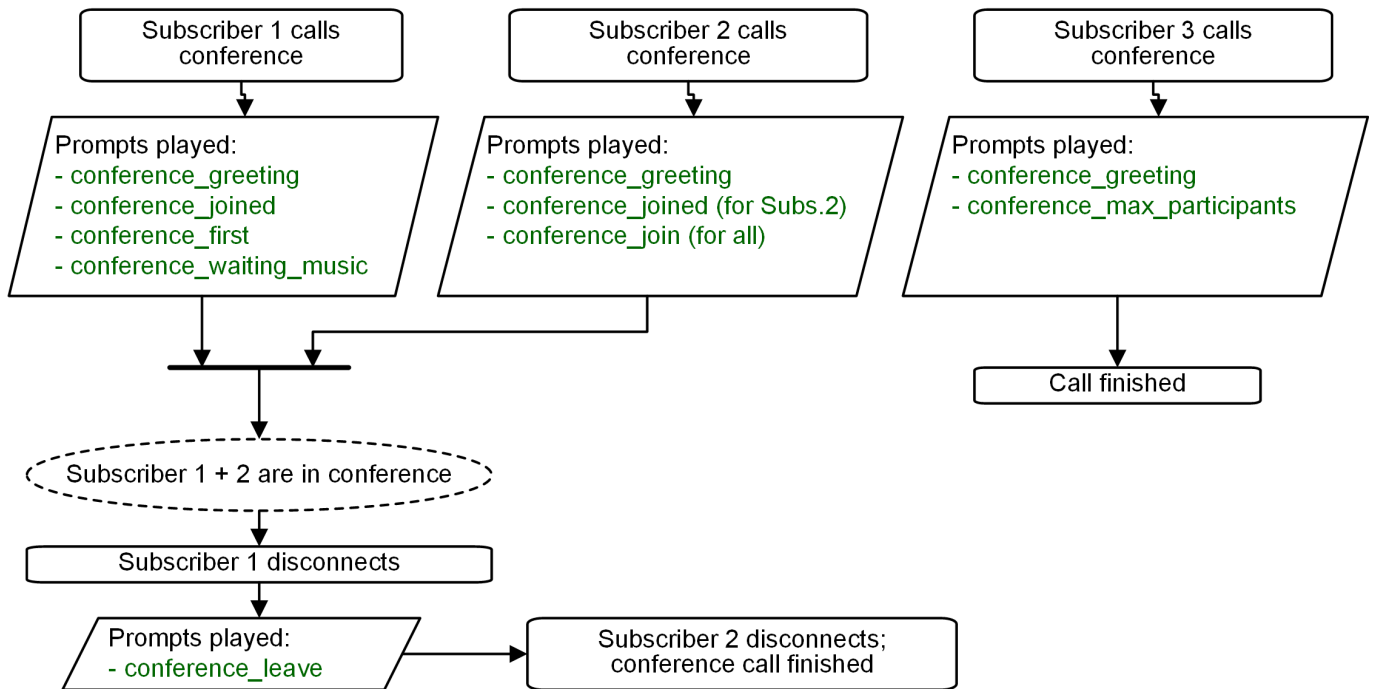 Subscriber 1 calls
conference
Subscriber 2 calls
conference
Subscriber 3 calls
conference
Prompts played:
- conference_greeting
- conference_joined
- conference_first
- conference_waiting_music
Prompts played:
- conference_greeting
- conference_joined (for Subs.2)
- conference_join (for all)
Prompts played:
- conference_greeting
- conference_max_participants
Call finished
Subscriber 1 + 2 are in conference
Subscriber 1 disconnects
Prompts played:
- conference_leave
Subscriber 2 disconnects;
conference call finished